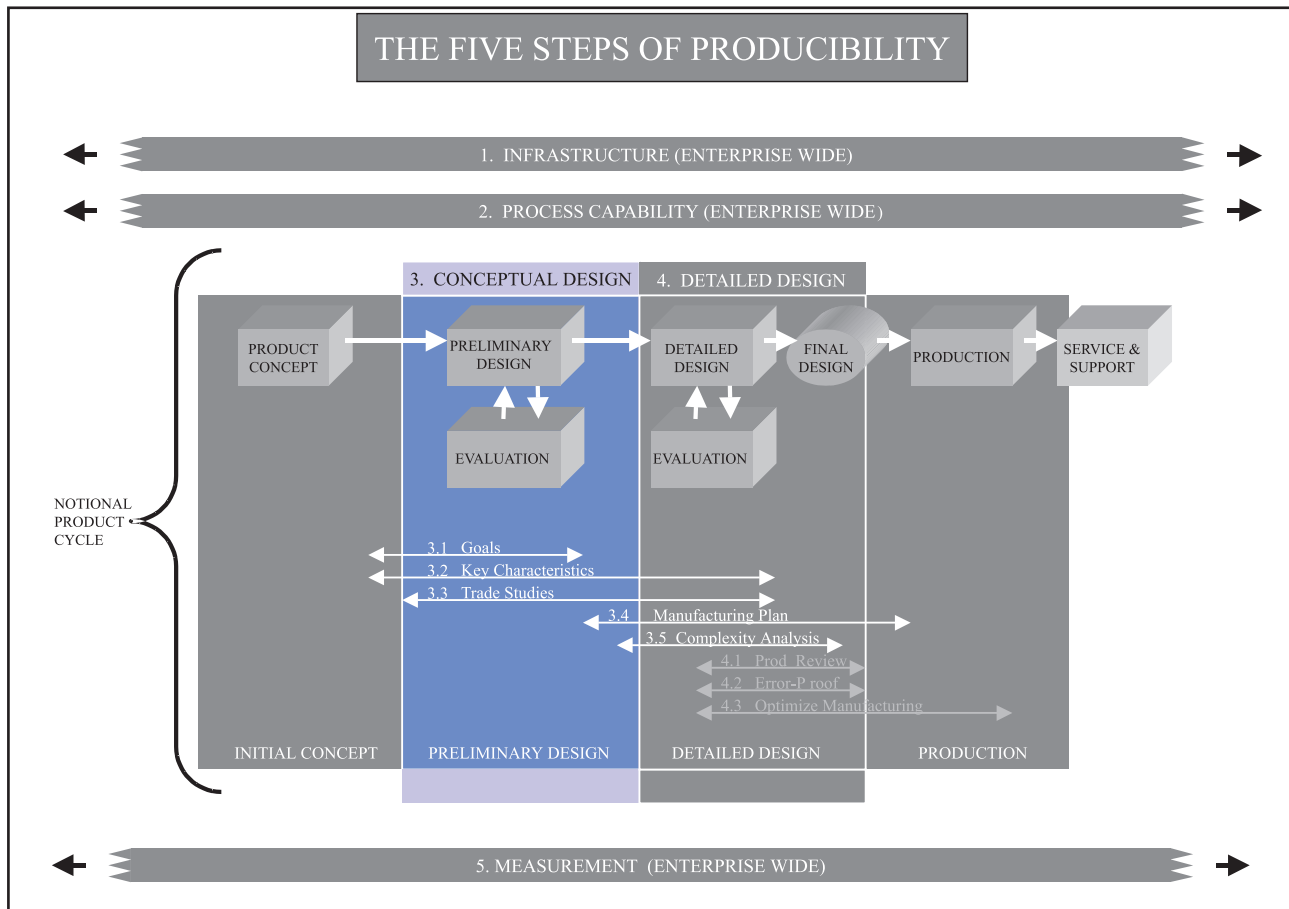 THE FIVE STEPS OF PRODUCIBILITY
1. INFRASTRUCTURE (ENTERPRISE WIDE)
2. PROCESS CAPABILITY (ENTERPRISE WIDE)
3. CONCEPTUAL DESIGN
4. DETAILED DESIGN
PRODUCT
CONCEPT
PRELIMINARY
DESIGN
DETAILED
DESIGN
FINAL
DESIGN
PRODUCTION
SERVICE &
SUPPORT
EVALUATION
EVALUATION
NOTIONAL
PRODUCT
CYCLE
3.1 Goals
3.2 Key Characteristics
3.3 Trade Studies
3.4 Manufacturing Plan
3.5 Complexity Analysis
4.1 Prod Review
4.2 Error-P roof
4.3 Optimize Manufacturing
INITIAL CONCEPT
PRELIMINARY DESIGN
DETAILED DESIGN
PRODUCTION
5. MEASUREMENT (ENTERPRISE WIDE)